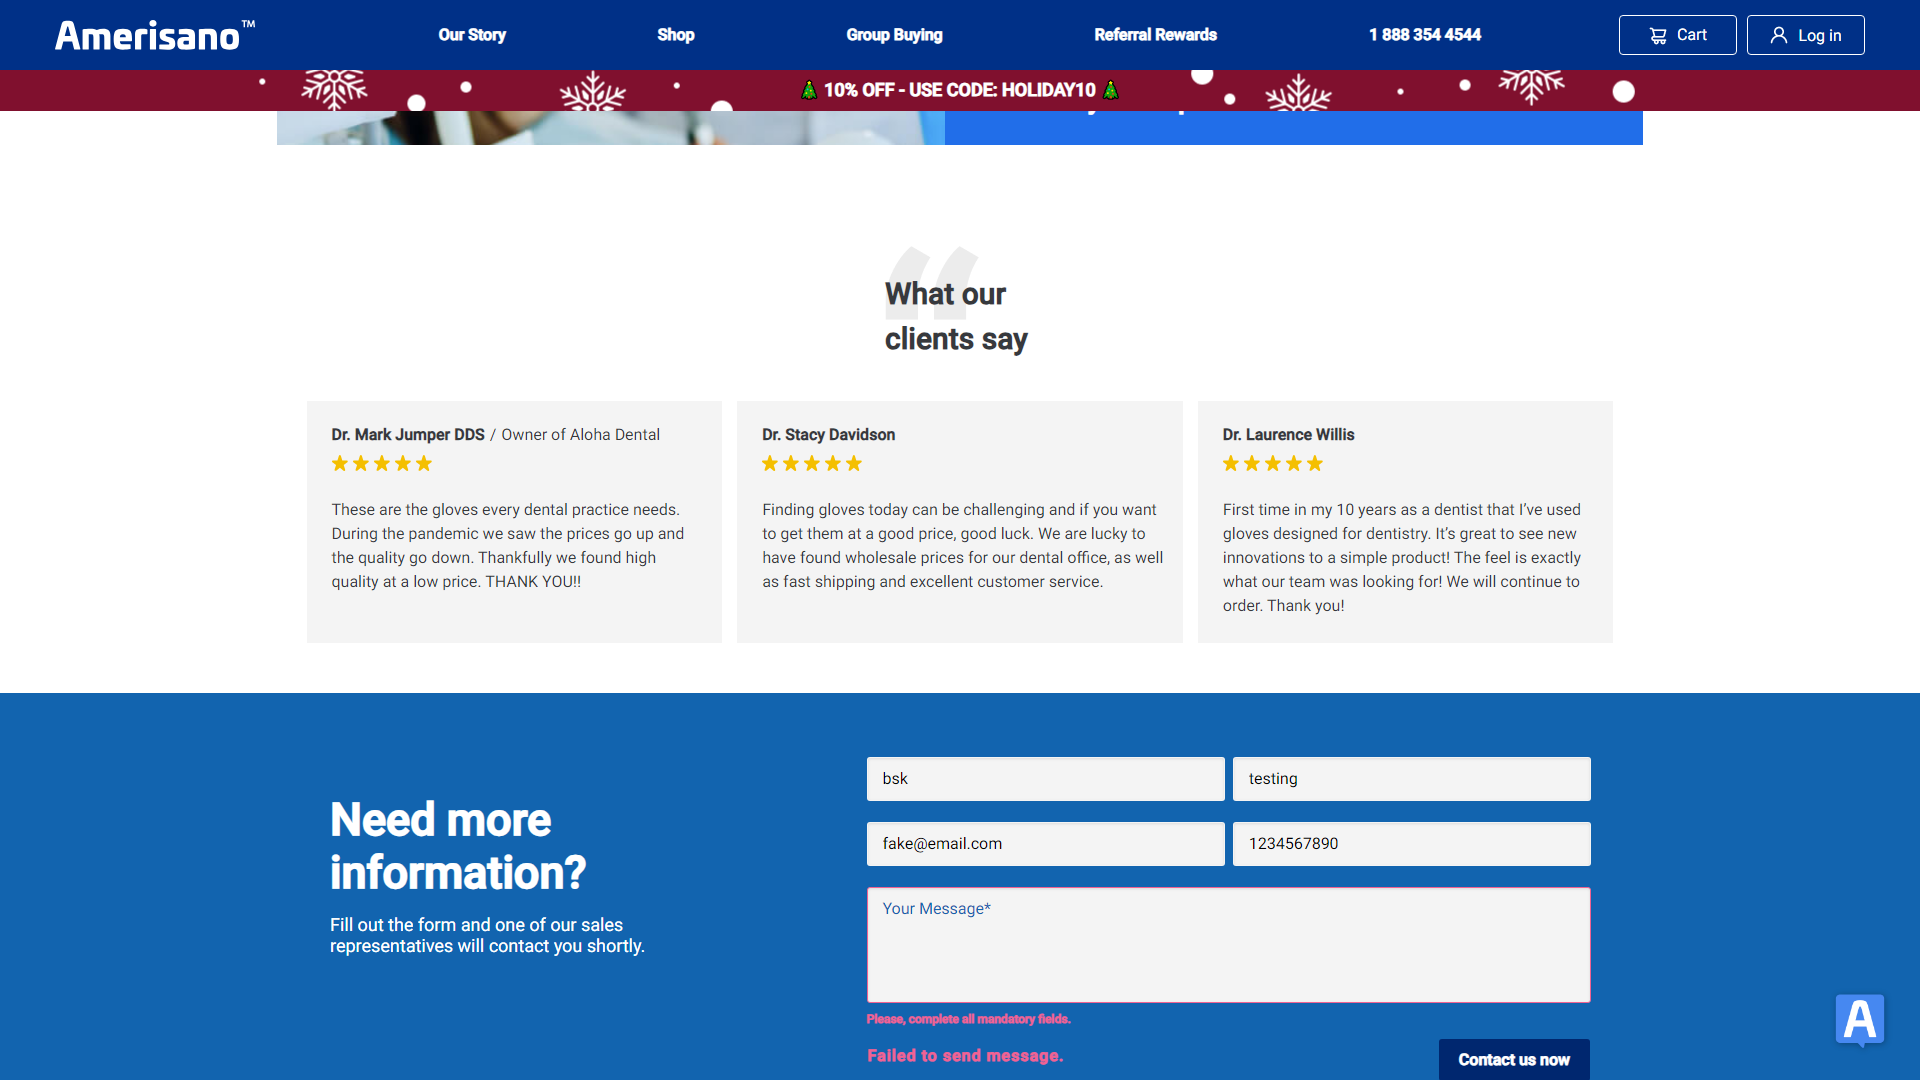 Amerisano™
Our Story
Shop
Group Buying
Referral Rewards
1 888 354 4544
Cart
Log in
10% OFF - USE CODE: HOLIDAY10
What our
clients say
Dr. Mark Jumper DDS / Owner of Aloha Dental
These are the gloves every dental practice needs.
During the pandemic we saw the prices go up and
the quality go down. Thankfully we found high
quality at a low price. THANK YOU!!
Dr. Stacy Davidson
Finding gloves today can be challenging and if you want
to get them at a good price, good luck. We are lucky to
have found wholesale prices for our dental office, as well
as fast shipping and excellent customer service.
Dr. Laurence Willis
First time in my 10 years as a dentist that I’ve used
gloves designed for dentistry. It’s great to see new
innovations to a simple product! The feel is exactly
what our team was looking for! We will continue to
order. Thank you!
Need more
information?
Fill out the form and one of our sales
representatives will contact you shortly.
bsk
testing
fake@email.com
1234567890
Your Message*
Please, complete all mandatory fields.
Failed to send message.
Contact us now
A